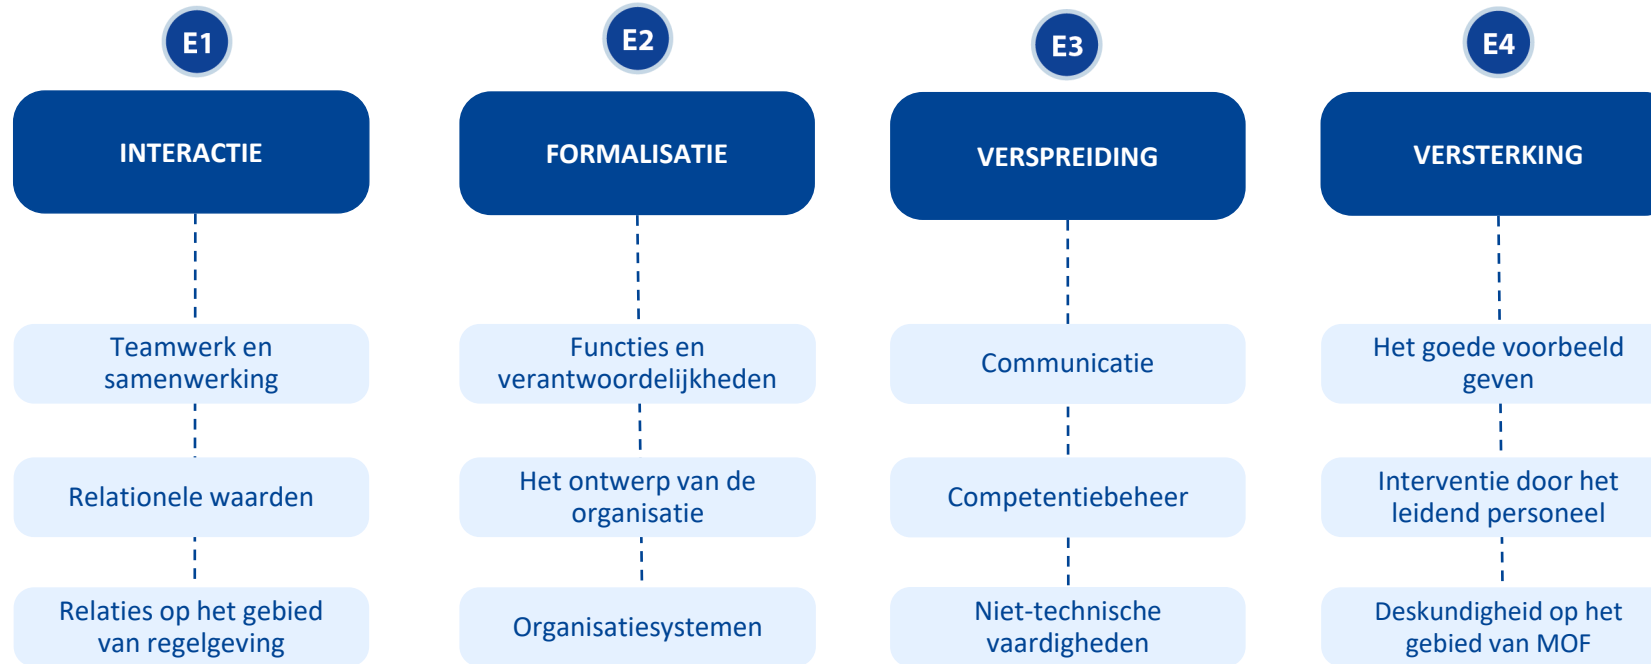 E1
INTERACTIE
Teamwerk en
samenwerking
Relationele waarden
Relaties op het gebied
van regelgeving
E2
FORMALISATIE
Functies en
verantwoordelijkheden
Het ontwerp van de
organisatie
Organisatiesystemen
E3
VERSPREIDING
Communicatie
Competentiebeheer
Niet-technische
vaardigheden
E4
VERSTERKING
Het goede voorbeeld
geven
Interventie door het
leidend personeel
Deskundigheid op het
gebied van MOF